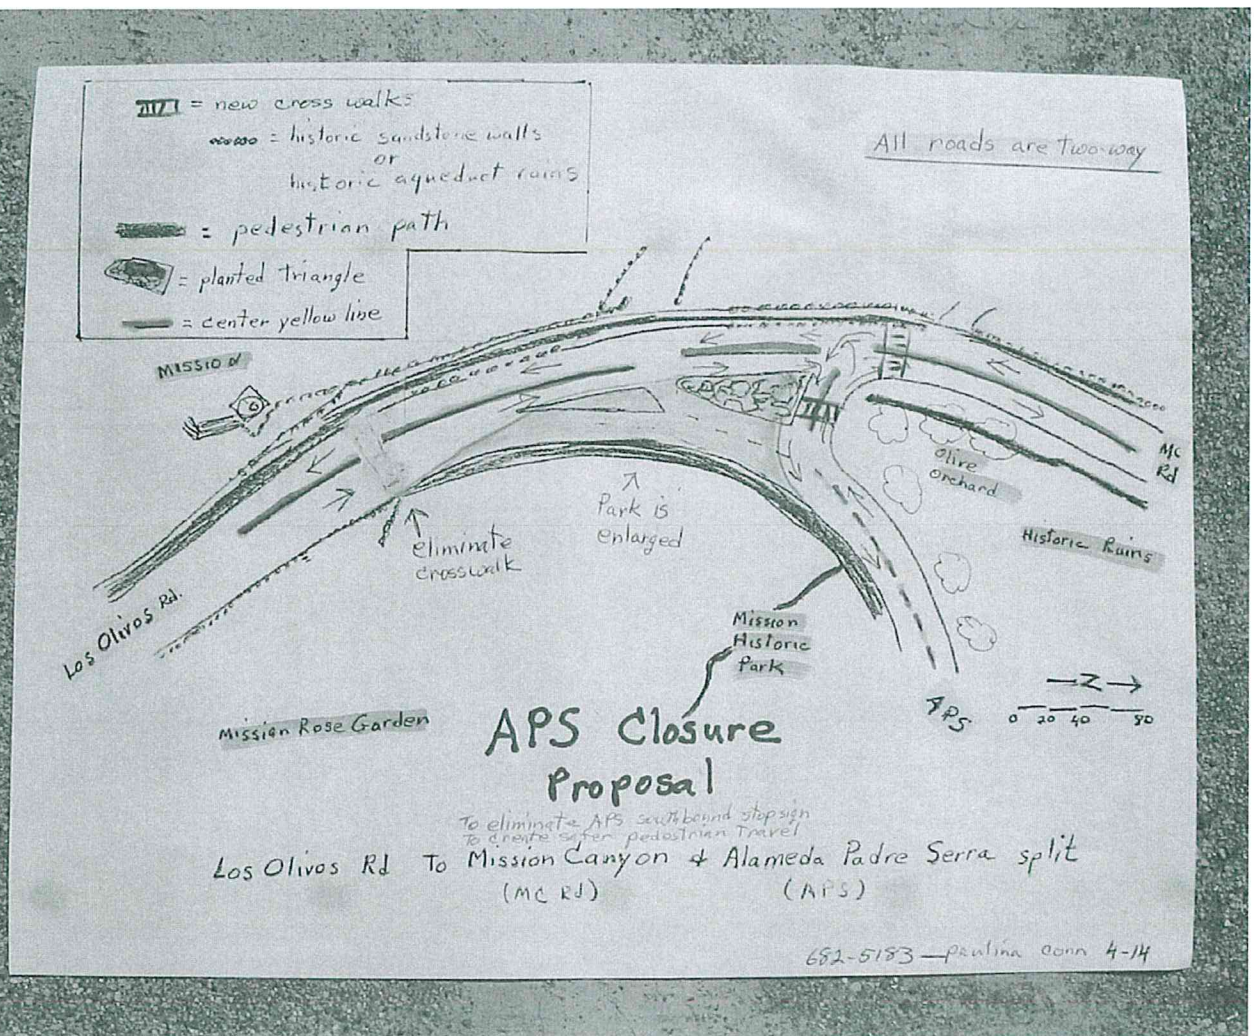 = new cross walks
= historic sandstone walls
or
historic aqueduct ruins
= pedestrian path
= planted triangle
= center yellow line
All roads are two-way
MISSION
MC
Rd
Olive
Orchard
Historic Ruins
Park is
enlarged
eliminate
crosswalk
Los Olivos Rd.
Mission
Historic
Park
Mission Rose Garden
APS
N
0 20 40 80
APS Closure
Proposal
To eliminate APS southbound stop sign
To create safer pedestrian Travel
Los Olivos Rd To Mission Canyon & Alameda Padre Serra split
(MC Rd) (APS)
682-5183—paulina conn 4-14